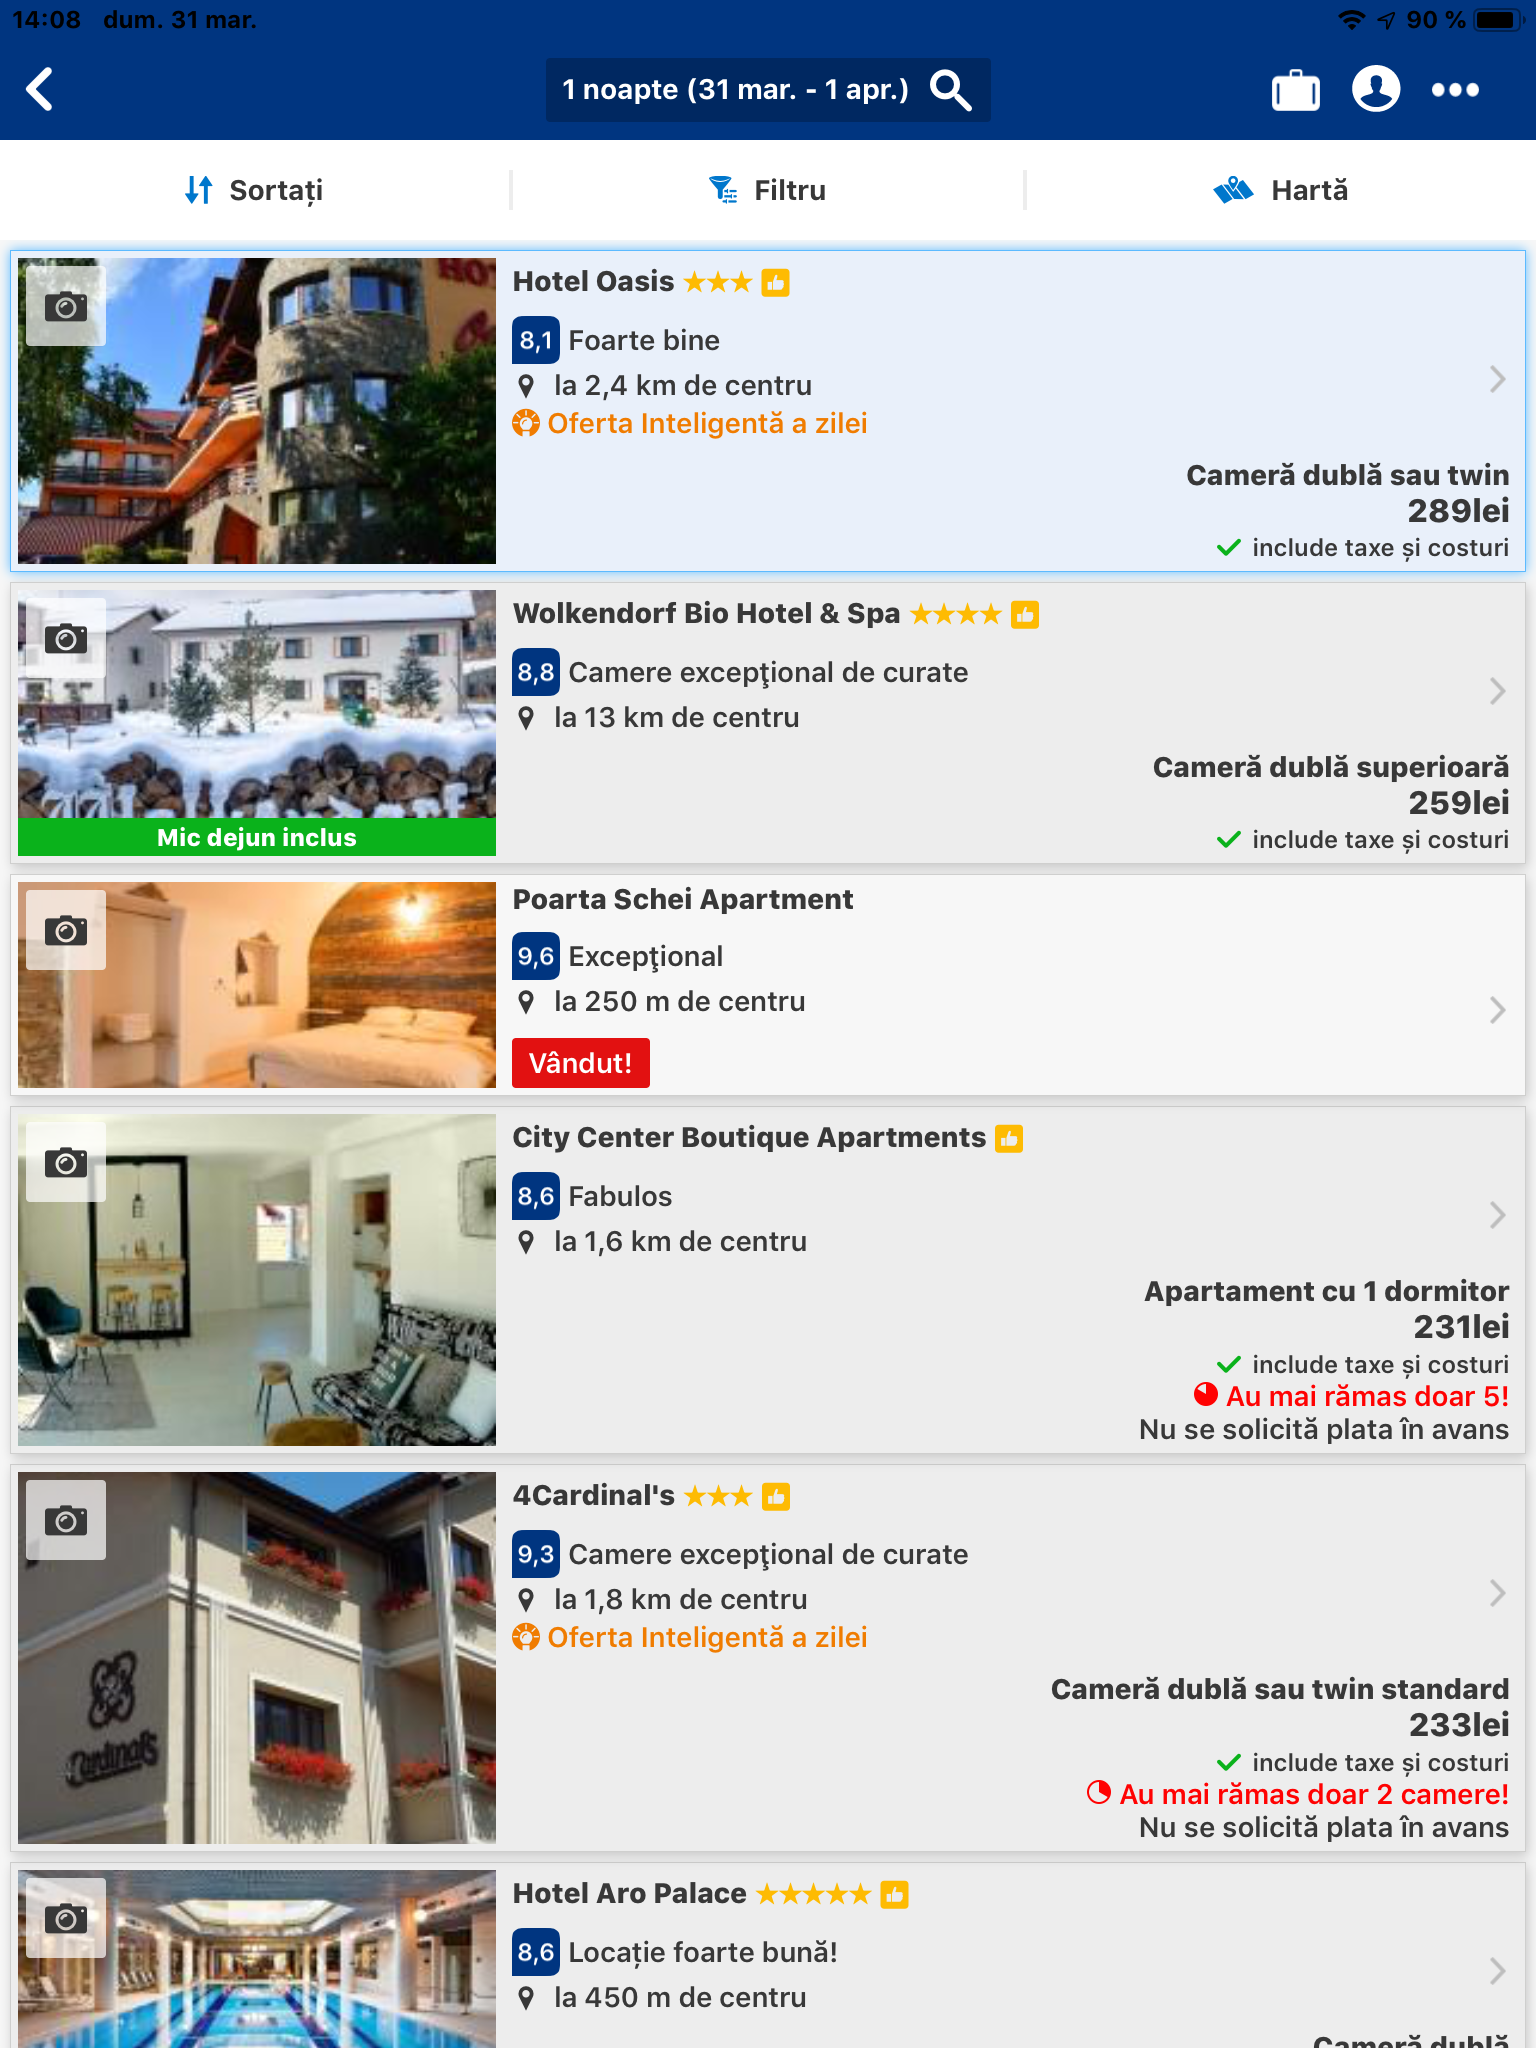 14:08 dum. 31 mar. 90 %
1 noapte (31 mar. - 1 apr.)
Sortați Filtru Hartă
Hotel Oasis
8,1 Foarte bine
la 2,4 km de centru
Oferta Inteligentă a zilei
Cameră dublă sau twin
289lei
include taxe și costuri
Wolkendorf Bio Hotel & Spa
8,8 Camere excepţional de curate
la 13 km de centru
Cameră dublă superioară
259lei
include taxe și costuri
Mic dejun inclus
Poarta Schei Apartment
9,6 Excepţional
la 250 m de centru
Vândut!
City Center Boutique Apartments
8,6 Fabulos
la 1,6 km de centru
Apartament cu 1 dormitor
231lei
include taxe și costuri
Au mai rămas doar 5!
Nu se solicită plata în avans
4Cardinal's
9,3 Camere excepţional de curate
la 1,8 km de centru
Oferta Inteligentă a zilei
Cameră dublă sau twin standard
233lei
include taxe și costuri
Au mai rămas doar 2 camere!
Nu se solicită plata în avans
Cardinal's
Hotel Aro Palace
8,6 Locație foarte bună!
la 450 m de centru
Cameră dublă